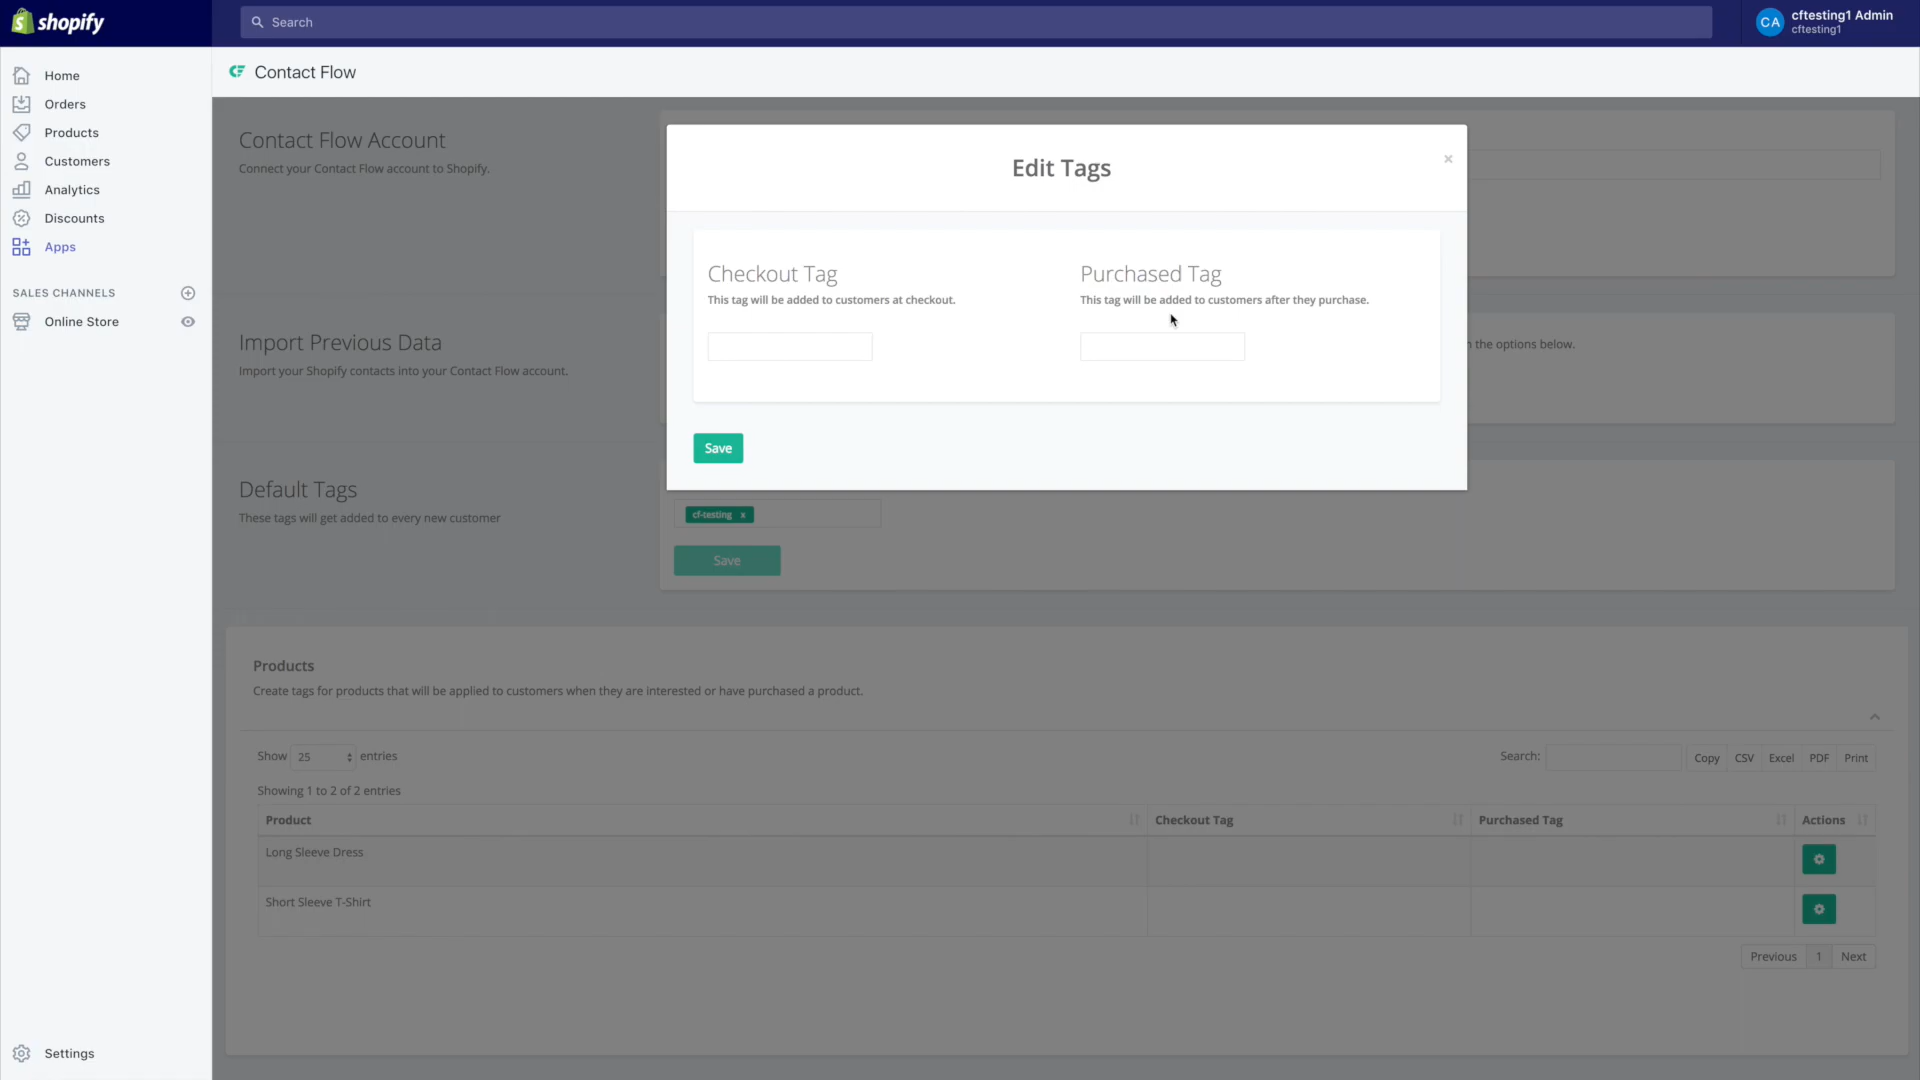 shopify
Search
CA
cftesting1 Admin
cftesting1
Home
Orders
Products
Customers
Analytics
Discounts
Apps
SALES CHANNELS
Online Store
Settings
Contact Flow
Contact Flow Account
Connect your Contact Flow account to Shopify.
Edit Tags
×
Checkout Tag
This tag will be added to customers at checkout.
Purchased Tag
This tag will be added to customers after they purchase.
Save
Import Previous Data
Import your Shopify contacts into your Contact Flow account.
the options below.
Default Tags
These tags will get added to every new customer
cf-testing x
Save
Products
Create tags for products that will be applied to customers when they are interested or have purchased a product.
Show 25 entries
Search: Copy CSV Excel PDF Print
Showing 1 to 2 of 2 entries
Product Checkout Tag Purchased Tag Actions
Long Sleeve Dress
Short Sleeve T-Shirt
Previous 1 Next